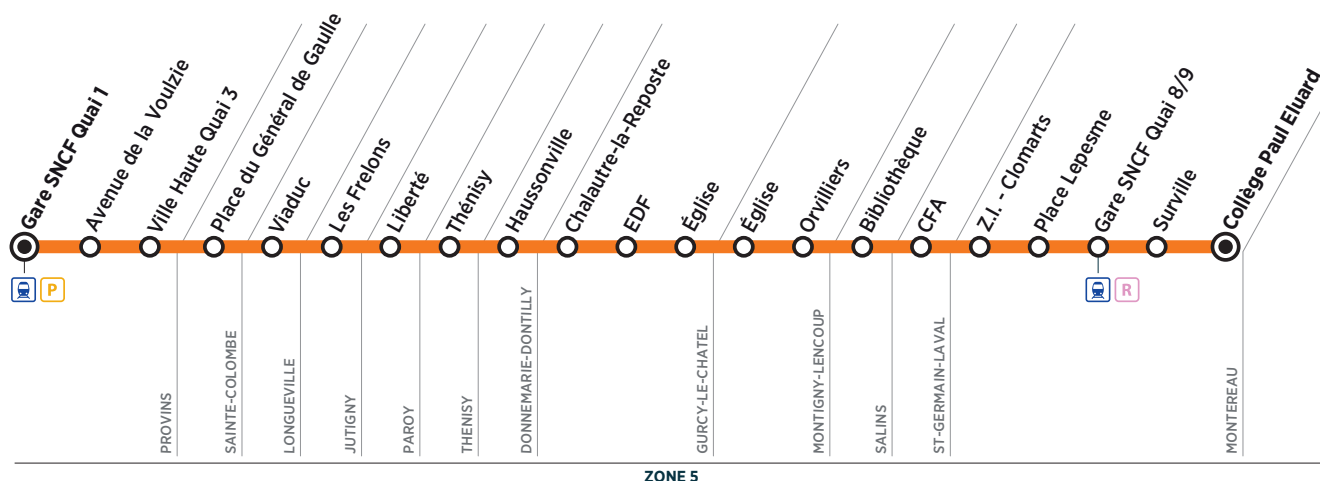 Gare SNCF Quai 1
Avenue de la Voulzie
Ville Haute Quai 3
Place du Général de Gaulle
Viaduc
Les Frelons
Liberté
Thénisy
Haussonville
Chalautre-la-Reposte
EDF
Église
Église
Orvilliers
Bibliothèque
CFA
Z.I. - Clomarts
Place Lepesme
Gare SNCF Quai 8/9
Surville
Collège Paul Eluard
P
R
PROVINS
SAINTE-COLOMBE
LONGUEVILLE
JUTIGNY
PAROY
THENISY
DONNEMARIE-DONTILLY
GURCY-LE-CHATEL
MONTIGNY-LENCOUP
SALINS
ST-GERMAIN-LAVAL
MONTEREAU
ZONE 5